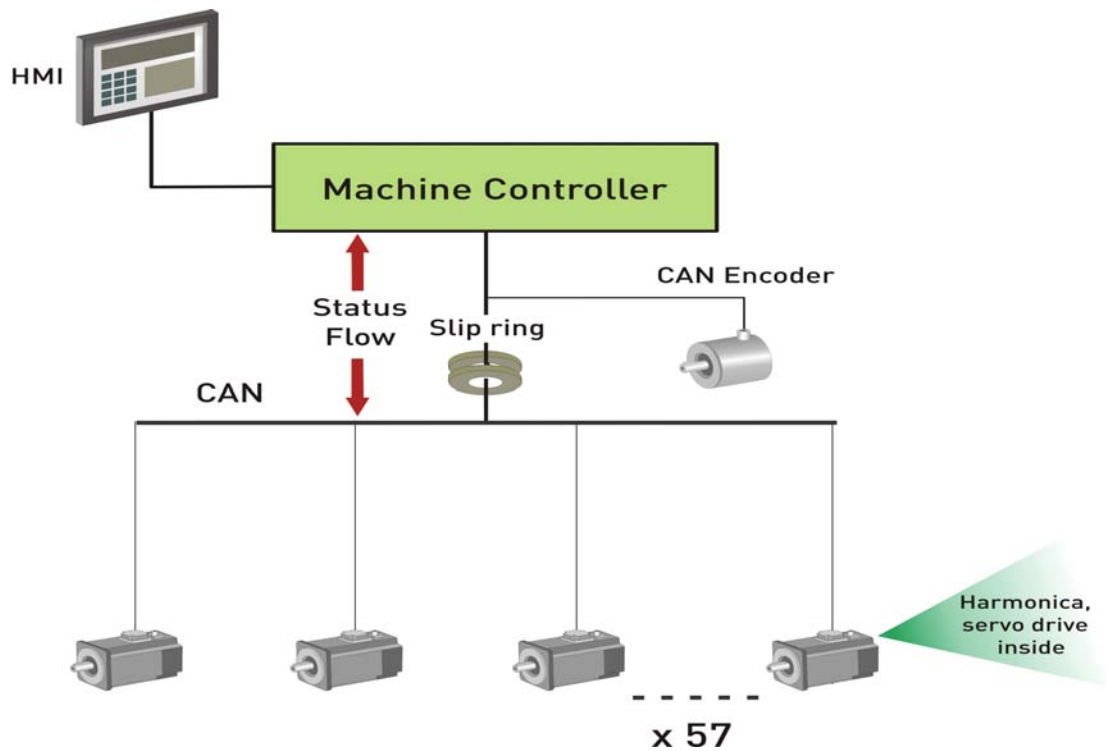 HMI
Machine Controller
CAN Encoder
Status
Flow
Slip ring
CAN
Harmonica,
servo drive
inside
x 57